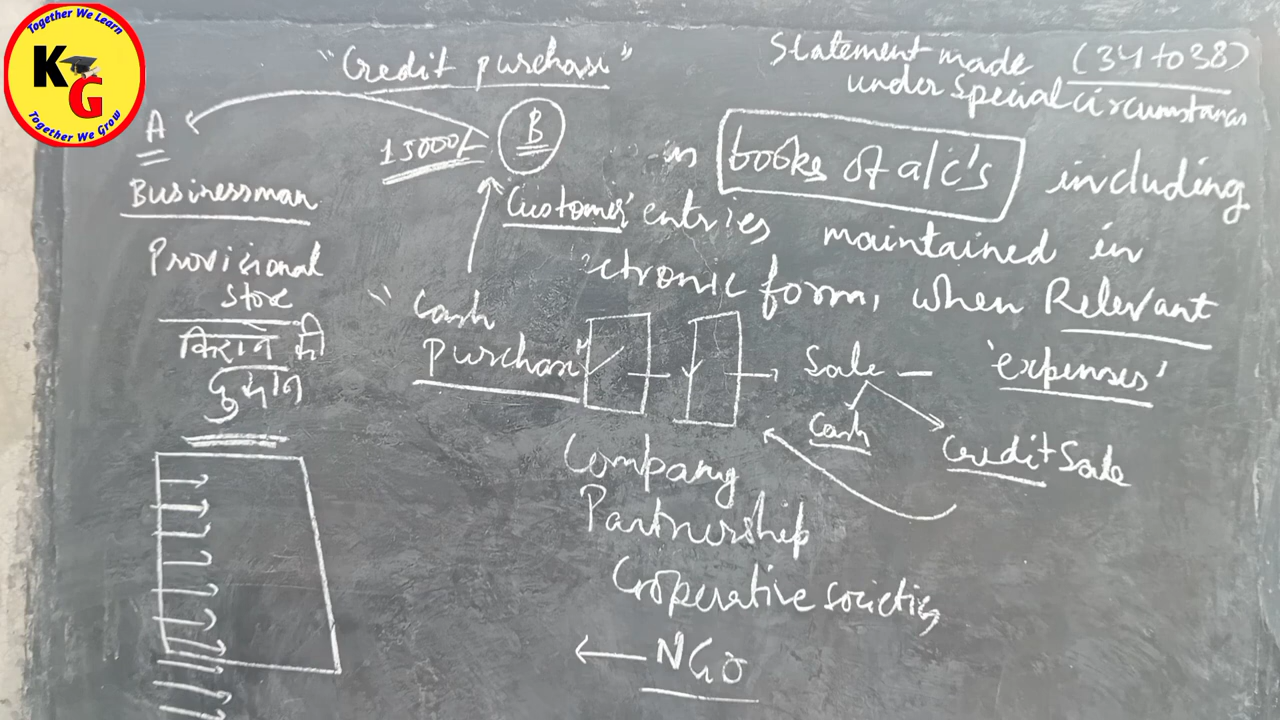 Together We Learn
KG
Together We Grow
"Credit purchase"
Statement made (34 to 38)
under special circumstances
A
15000/-
B
Businessman
Customer
in books of a/c's including
entries maintained in
ctronic form, when Relevant
Provisional
store
किराने की
दुकान
"Cash
purchase"
Sale – 'expenses'
Cash
Credit Sale
Company
Partnership
Cooperative societies
NGO